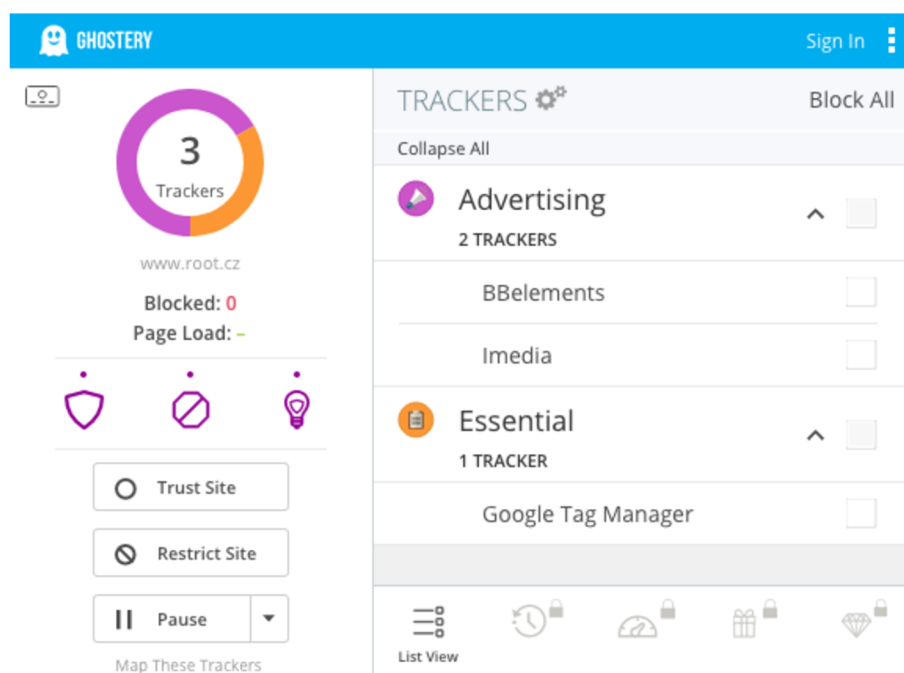 GHOSTERY
Sign In
3
Trackers
www.root.cz
Blocked: 0
Page Load: –
Trust Site
Restrict Site
Pause
Map These Trackers
TRACKERS
Block All
Collapse All
Advertising
2 TRACKERS
BBelements
Imedia
Essential
1 TRACKER
Google Tag Manager
List View